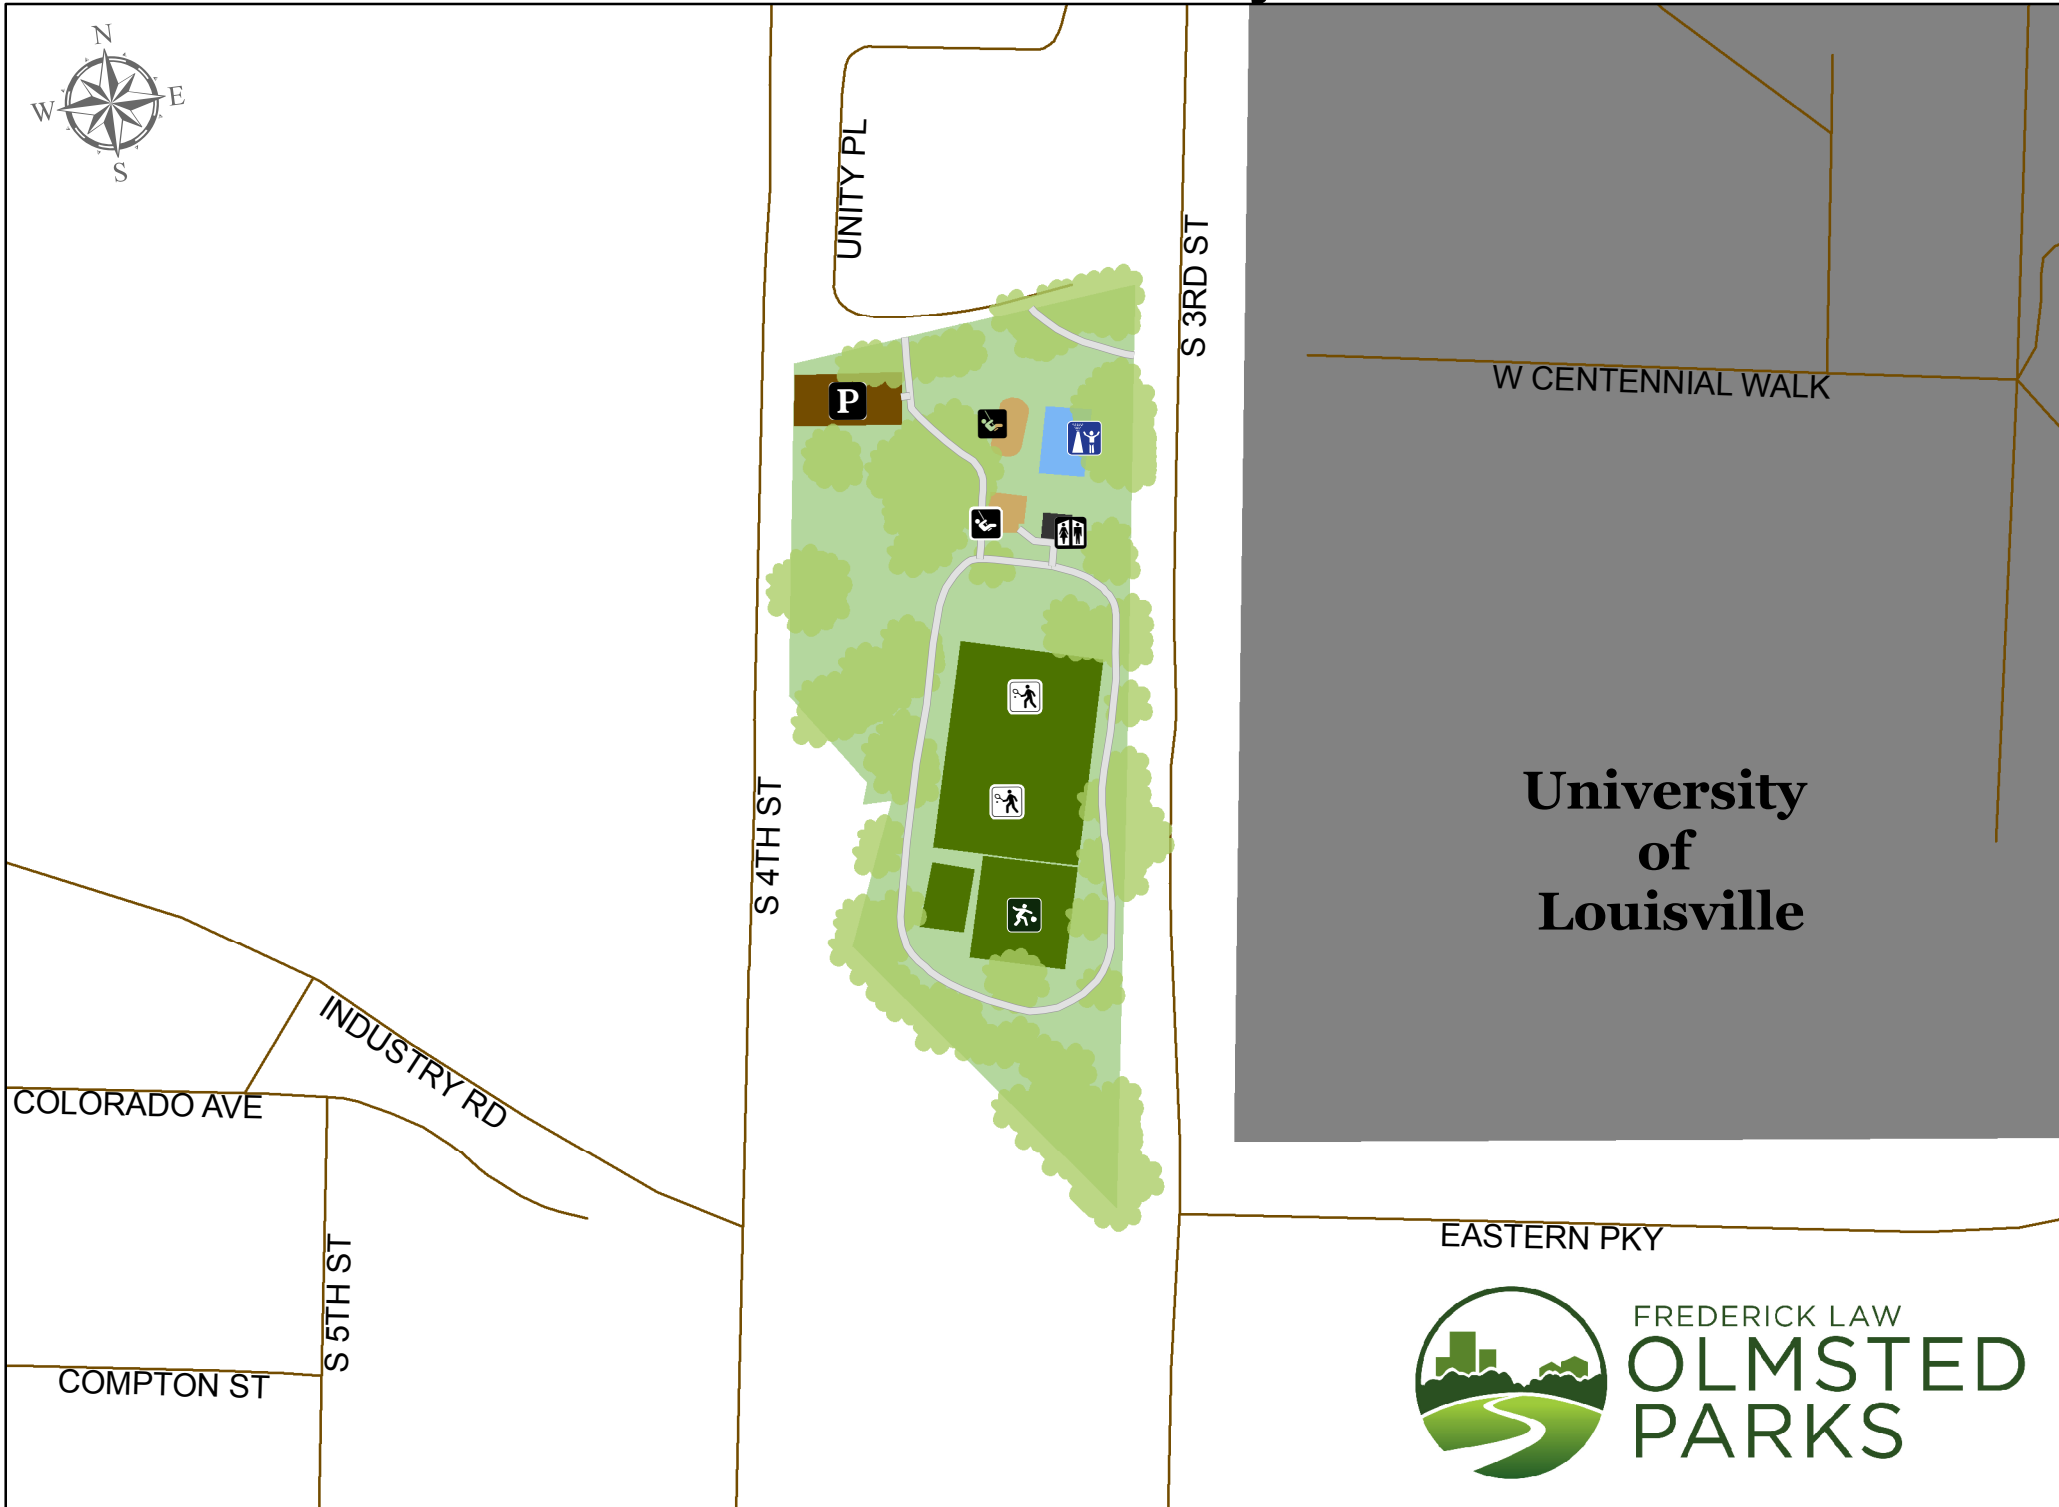 N
W
E
S
UNITY PL
S 3RD ST
W CENTENNIAL WALK
P
University
of
Louisville
S 4TH ST
INDUSTRY RD
COLORADO AVE
S 5TH ST
COMPTON ST
EASTERN PKY
FREDERICK LAW
OLMSTED
PARKS